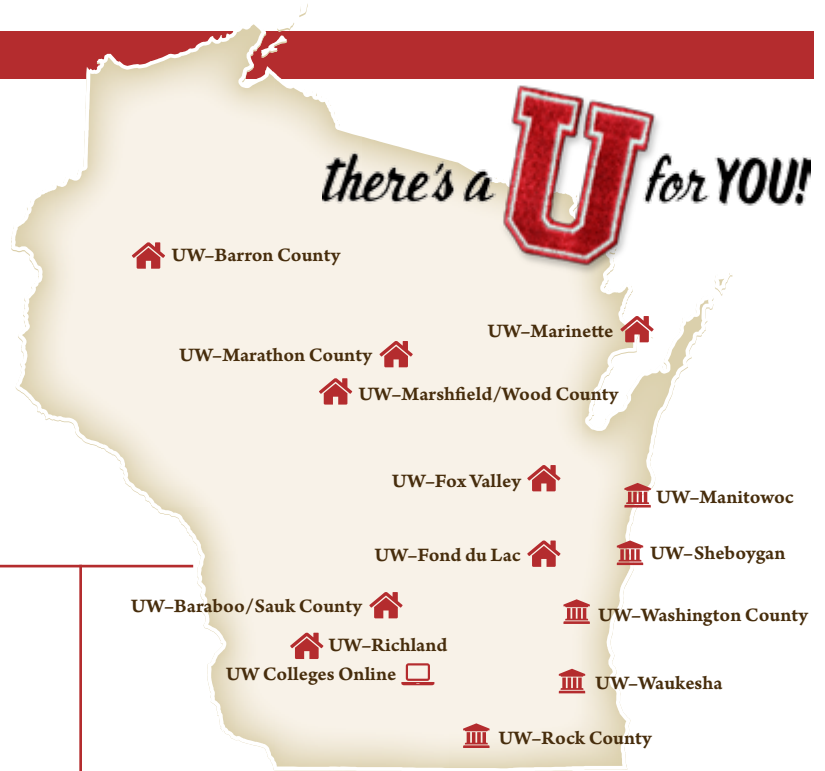 there's a U for YOU!
UW–Barron County
UW–Marinette
UW–Marathon County
UW–Marshfield/Wood County
UW–Fox Valley
UW–Manitowoc
UW–Fond du Lac
UW–Sheboygan
UW–Baraboo/Sauk County
UW–Washington County
UW–Richland
UW Colleges Online
UW–Waukesha
UW–Rock County